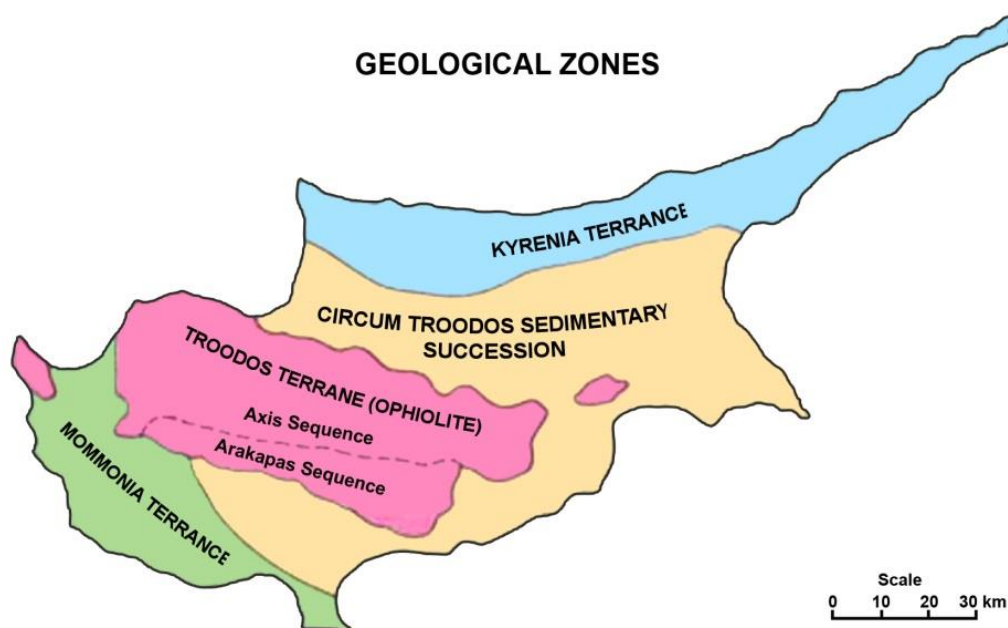 GEOLOGICAL ZONES
KYRENIA TERRANCE
CIRCUM TROODOS SEDIMENTARY
SUCCESSION
TROODOS TERRANE (OPHIOLITE)
Axis Sequence
Arakapas Sequence
MOMMONIA TERRANCE
Scale
0 10 20 30 km